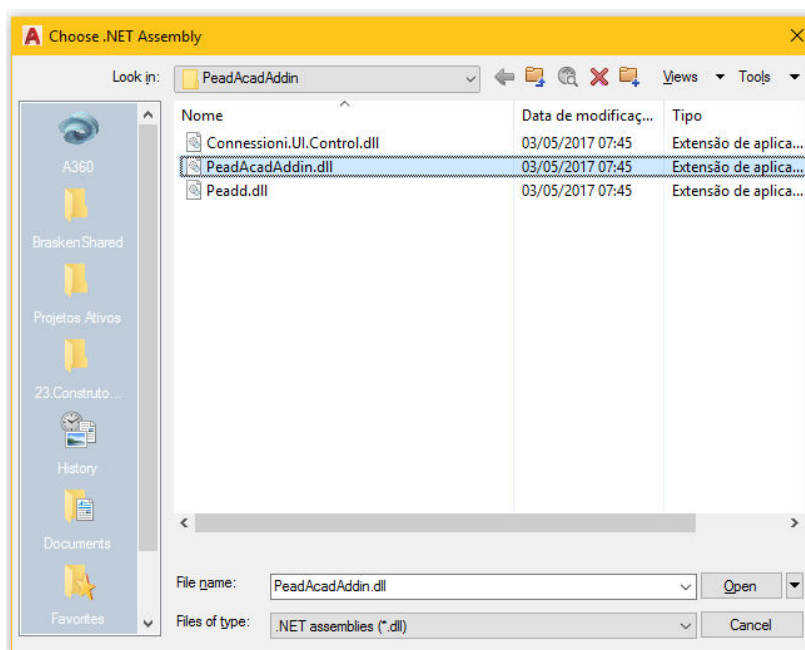 Choose .NET Assembly
Look in: PeadAcadAddin Views Tools
Nome Data de modificaç... Tipo
Connessioni.UI.Control.dll 03/05/2017 07:45 Extensão de aplica...
PeadAcadAddin.dll 03/05/2017 07:45 Extensão de aplica...
Peadd.dll 03/05/2017 07:45 Extensão de aplica...
A360
BraskenShared
Projetos Ativos
23.Construto...
History
Documents
Favorites
File name: PeadAcadAddin.dll Open
Files of type: .NET assemblies (*.dll) Cancel